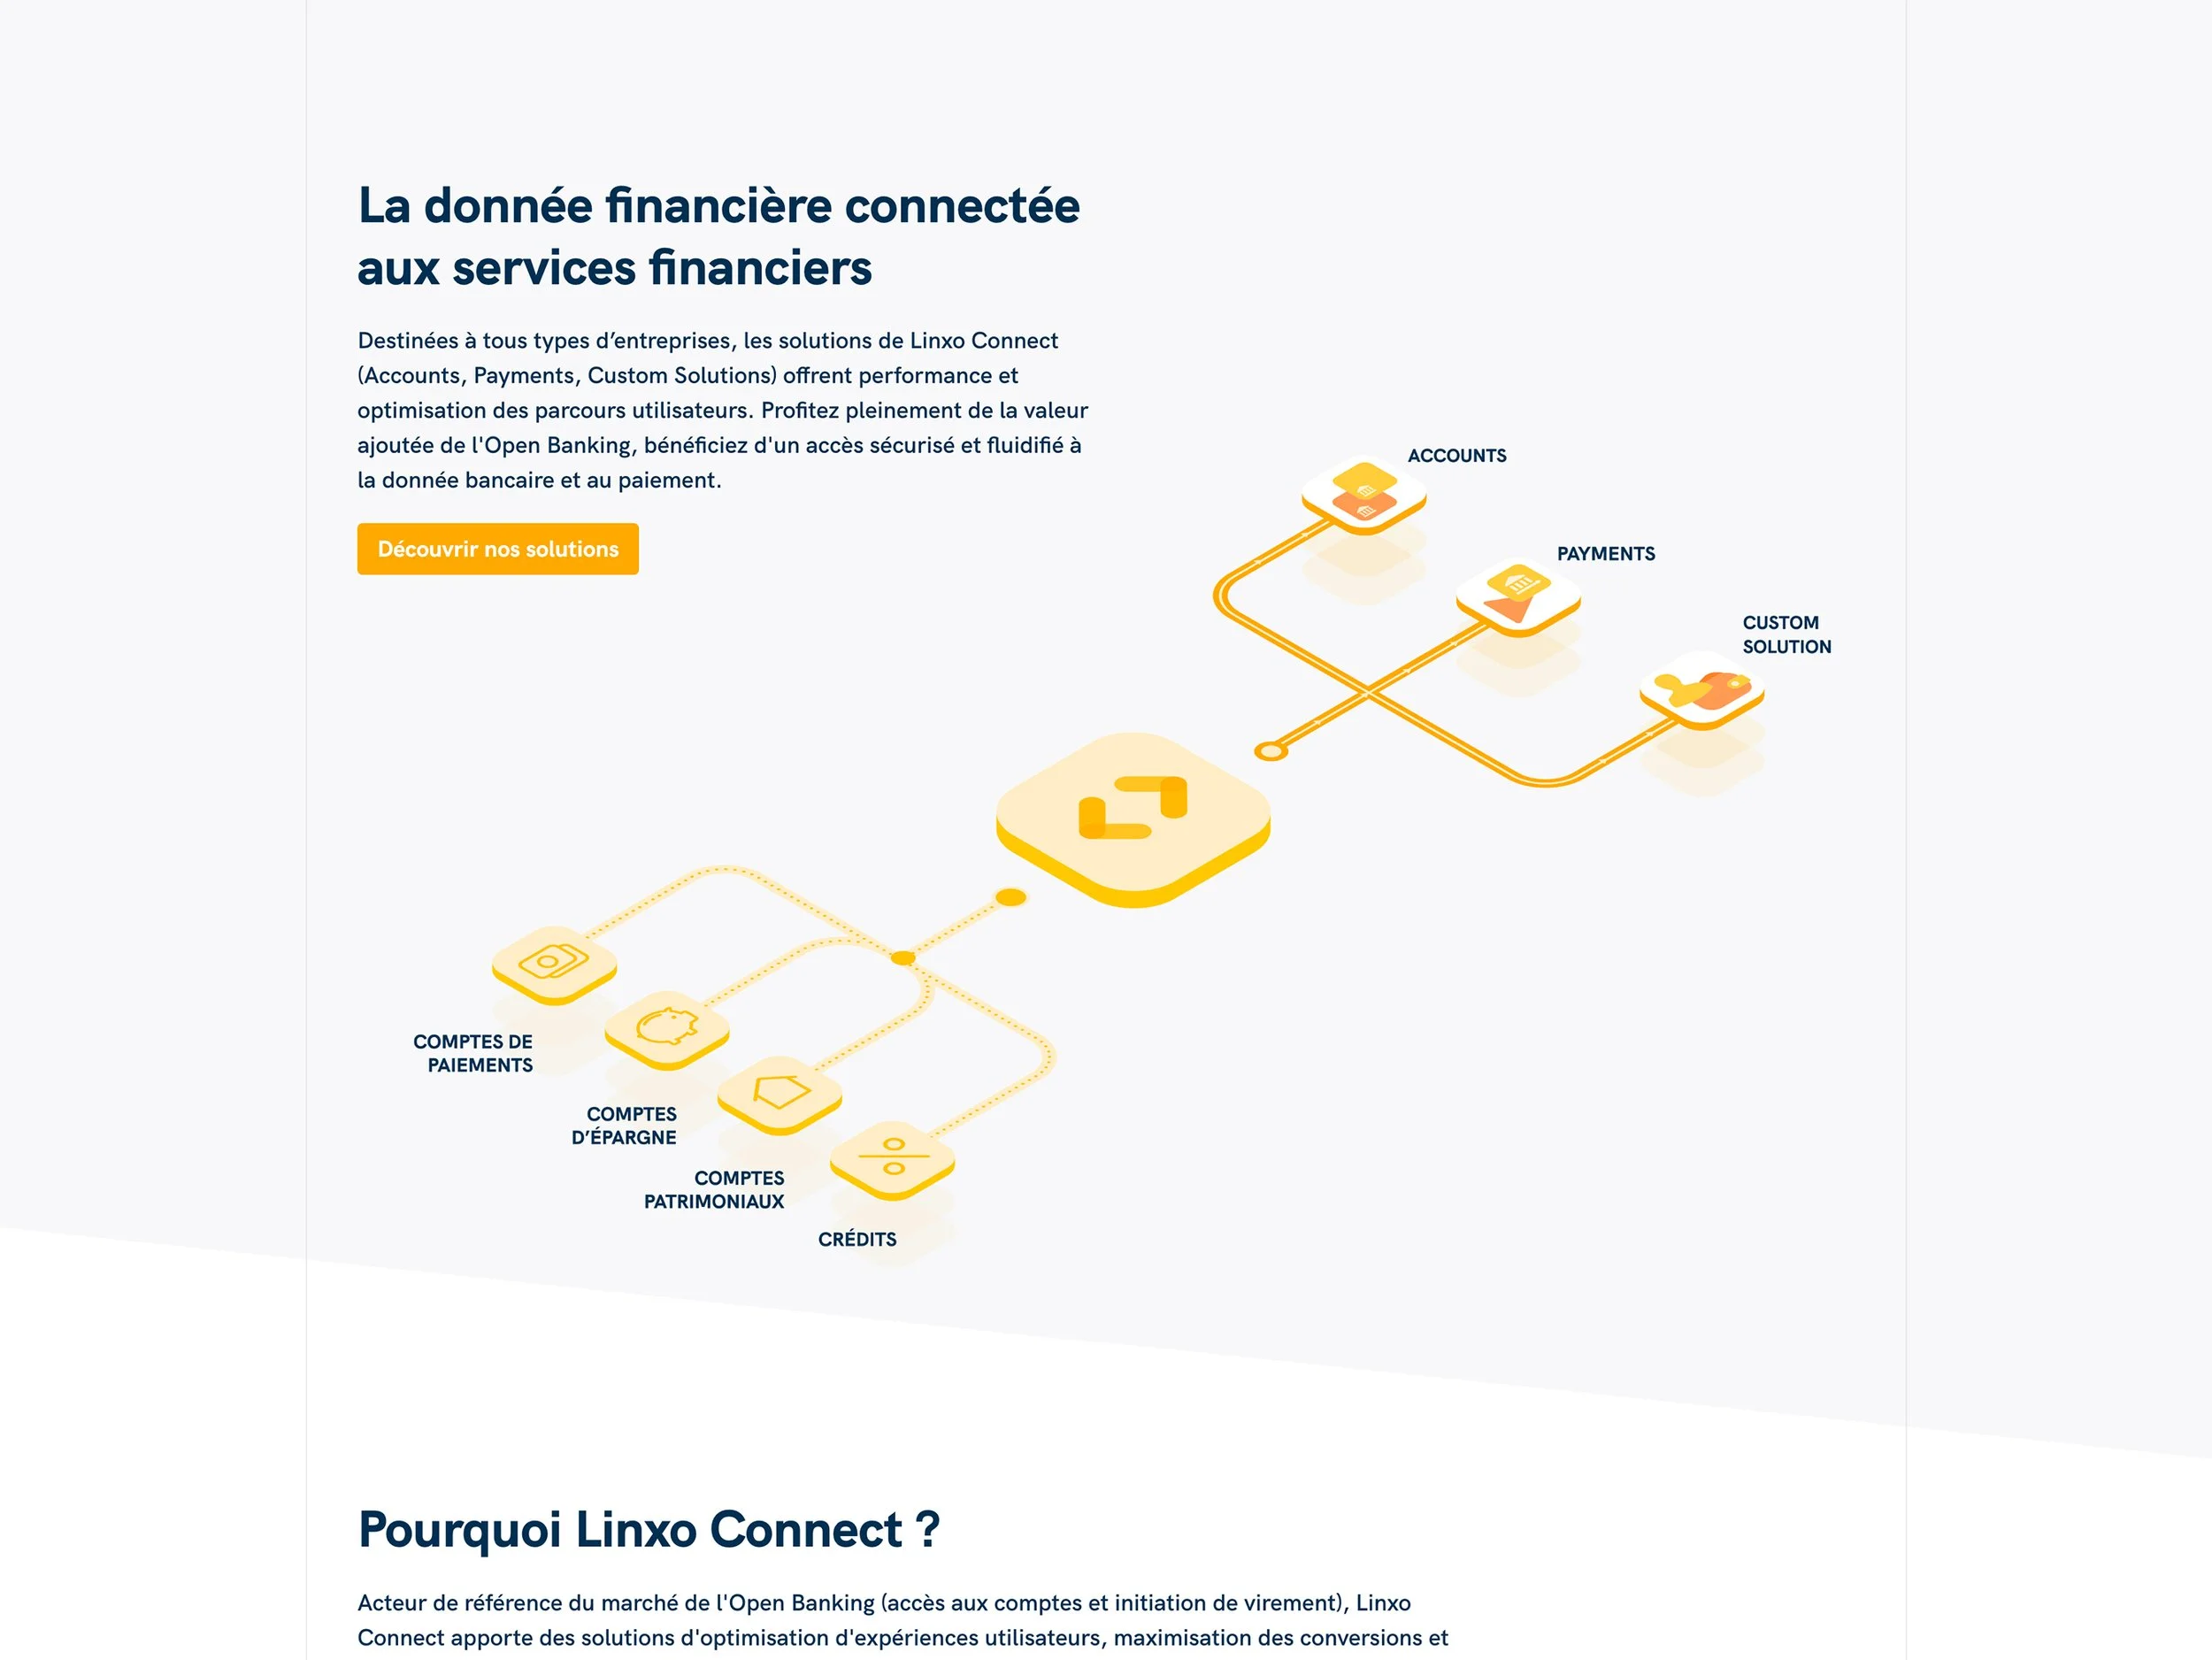 La donnée financière connectée
aux services financiers
Destinées à tous types d’entreprises, les solutions de Linxo Connect
(Accounts, Payments, Custom Solutions) offrent performance et
optimisation des parcours utilisateurs. Profitez pleinement de la valeur
ajoutée de l'Open Banking, bénéficiez d'un accès sécurisé et fluidifié à
la donnée bancaire et au paiement.
Découvrir nos solutions
ACCOUNTS
PAYMENTS
CUSTOM
SOLUTION
COMPTES DE
PAIEMENTS
COMPTES
D’ÉPARGNE
COMPTES
PATRIMONIAUX
CRÉDITS
Pourquoi Linxo Connect ?
Acteur de référence du marché de l'Open Banking (accès aux comptes et initiation de virement), Linxo
Connect apporte des solutions d'optimisation d'expériences utilisateurs, maximisation des conversions et